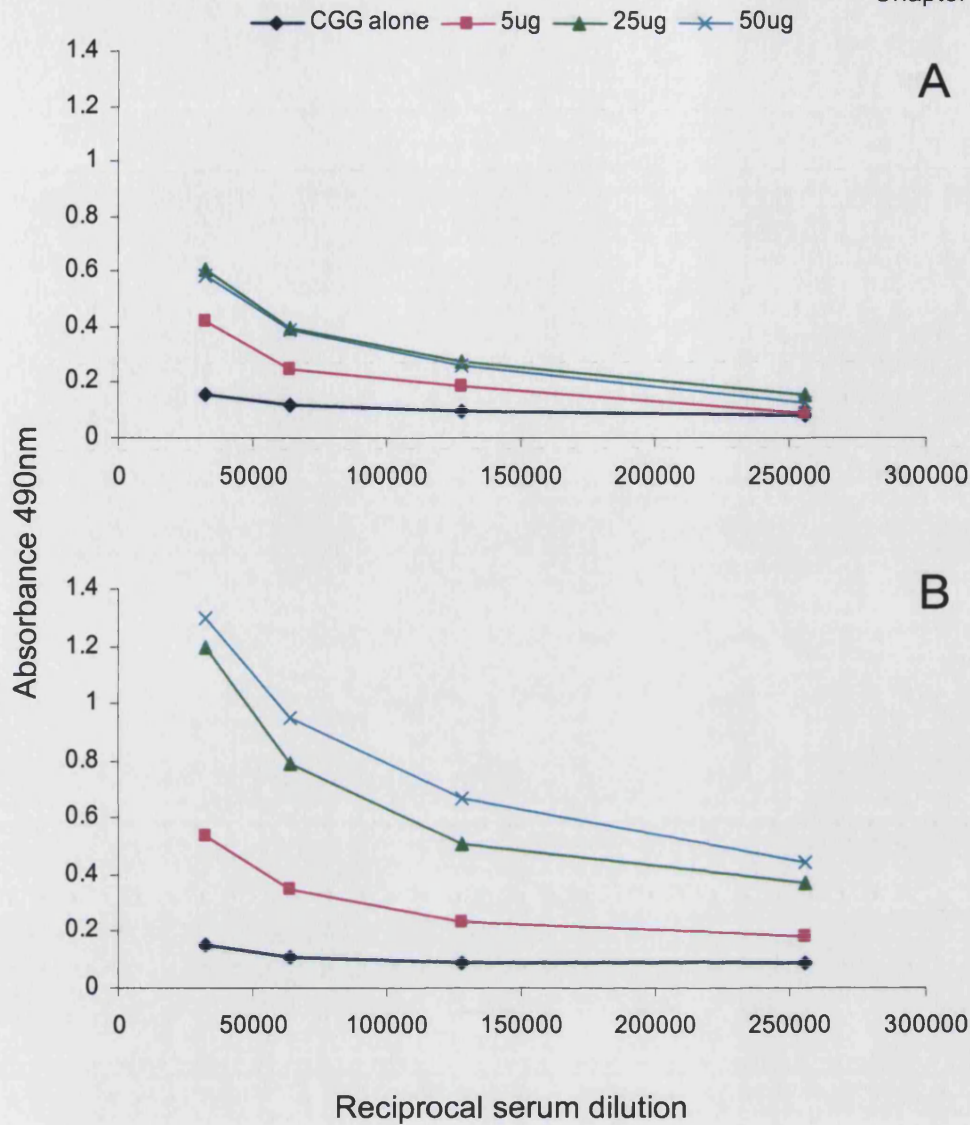 Chapter
CGG alone 5ug 25ug 50ug
A
1.4
1.2
1
0.8
0.6
0.4
0.2
0
0 50000 100000 150000 200000 250000 300000
Absorbance 490nm
B
1.4
1.2
1
0.8
0.6
0.4
0.2
0
0 50000 100000 150000 200000 250000 300000
Reciprocal serum dilution